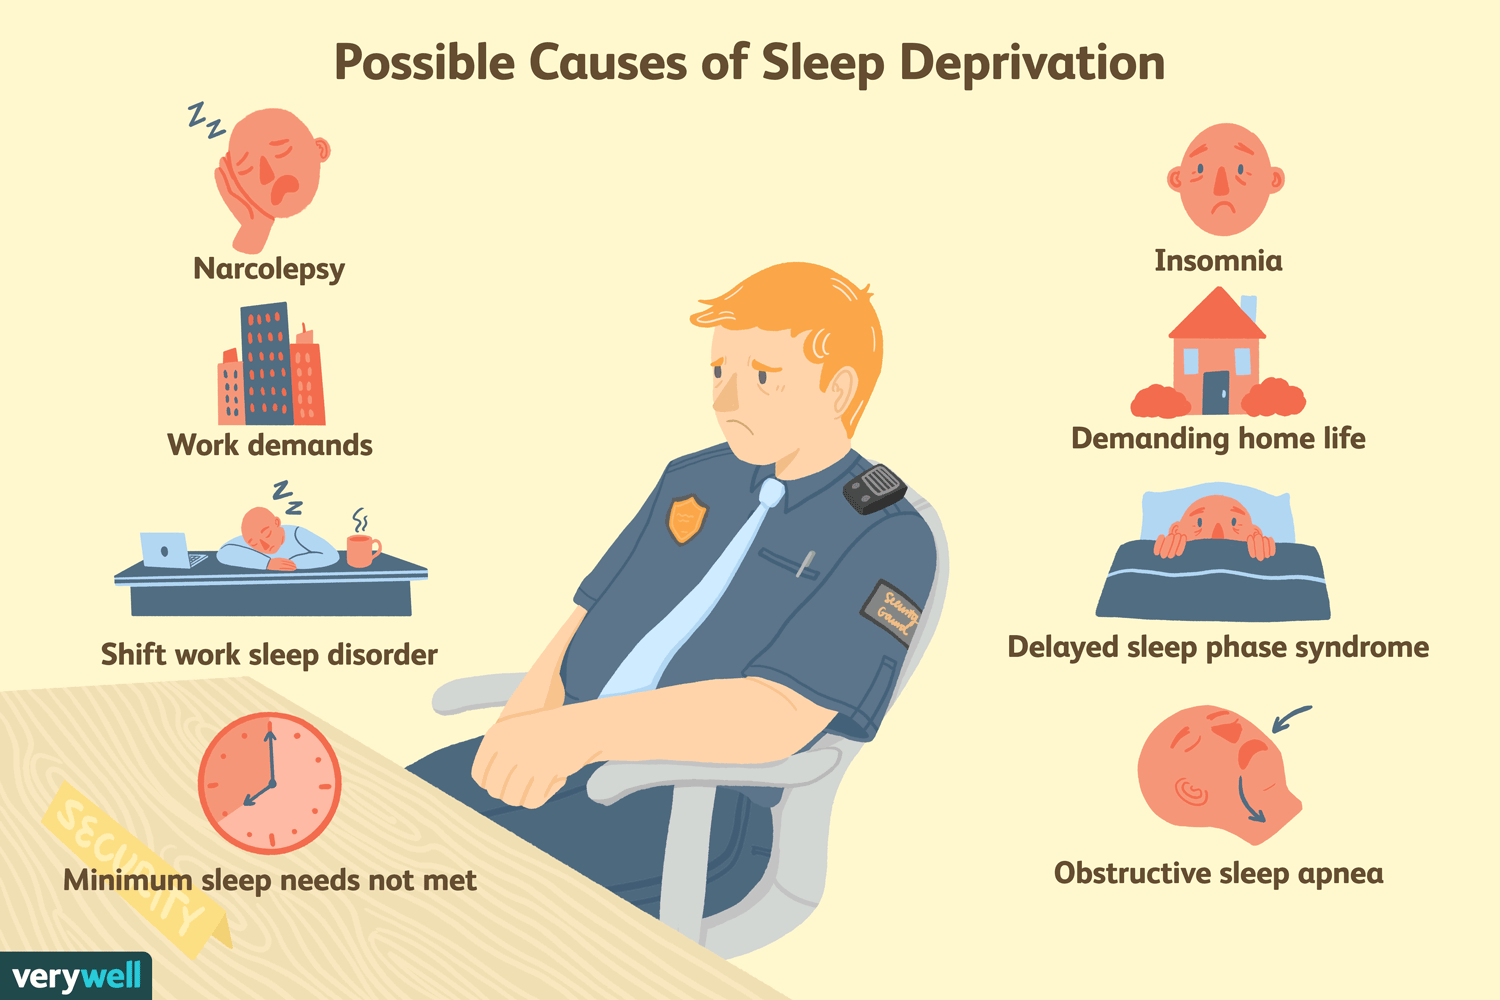 Possible Causes of Sleep Deprivation
Z
Z
Narcolepsy
Insomnia
Work demands
Demanding home life
Z
Z
Security
Guard
Shift work sleep disorder
Delayed sleep phase syndrome
SECURITY
Minimum sleep needs not met
Obstructive sleep apnea
verywell